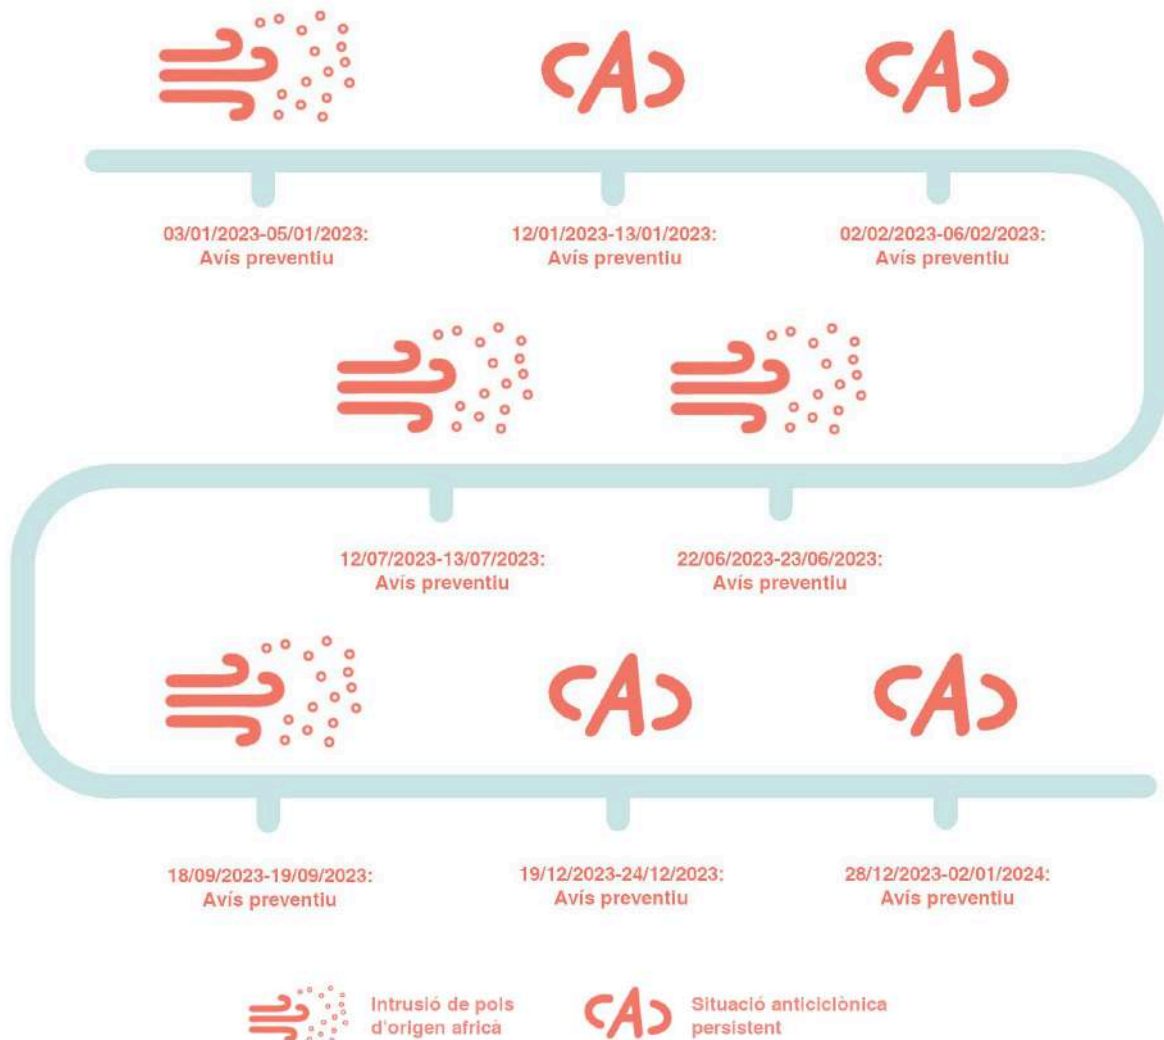 03/01/2023-05/01/2023:
Avís preventiu
12/01/2023-13/01/2023:
Avís preventiu
02/02/2023-06/02/2023:
Avís preventiu
12/07/2023-13/07/2023:
Avís preventiu
22/06/2023-23/06/2023:
Avís preventiu
18/09/2023-19/09/2023:
Avís preventiu
19/12/2023-24/12/2023:
Avís preventiu
28/12/2023-02/01/2024:
Avís preventiu
Intrusió de pols
d'origen africà
A
Situació anticiclònica
persistent